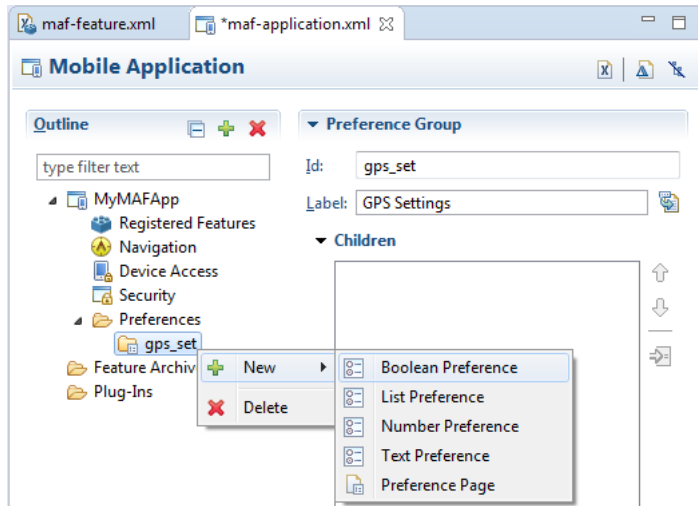 maf-feature.xml
*maf-application.xml
Mobile Application
Outline
type filter text
MyMAFApp
Registered Features
Navigation
Device Access
Security
Preferences
gps_set
Feature Archiv
Plug-Ins
Preference Group
Id: gps_set
Label: GPS Settings
Children
New
Delete
Boolean Preference
List Preference
Number Preference
Text Preference
Preference Page